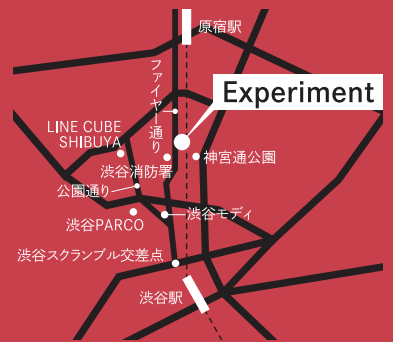 原宿駅
ファイヤー通り
Experiment
LINE CUBE
SHIBUYA
渋谷消防署
神宮通公園
公園通り
渋谷PARCO
渋谷モディ
渋谷スクランブル交差点
渋谷駅